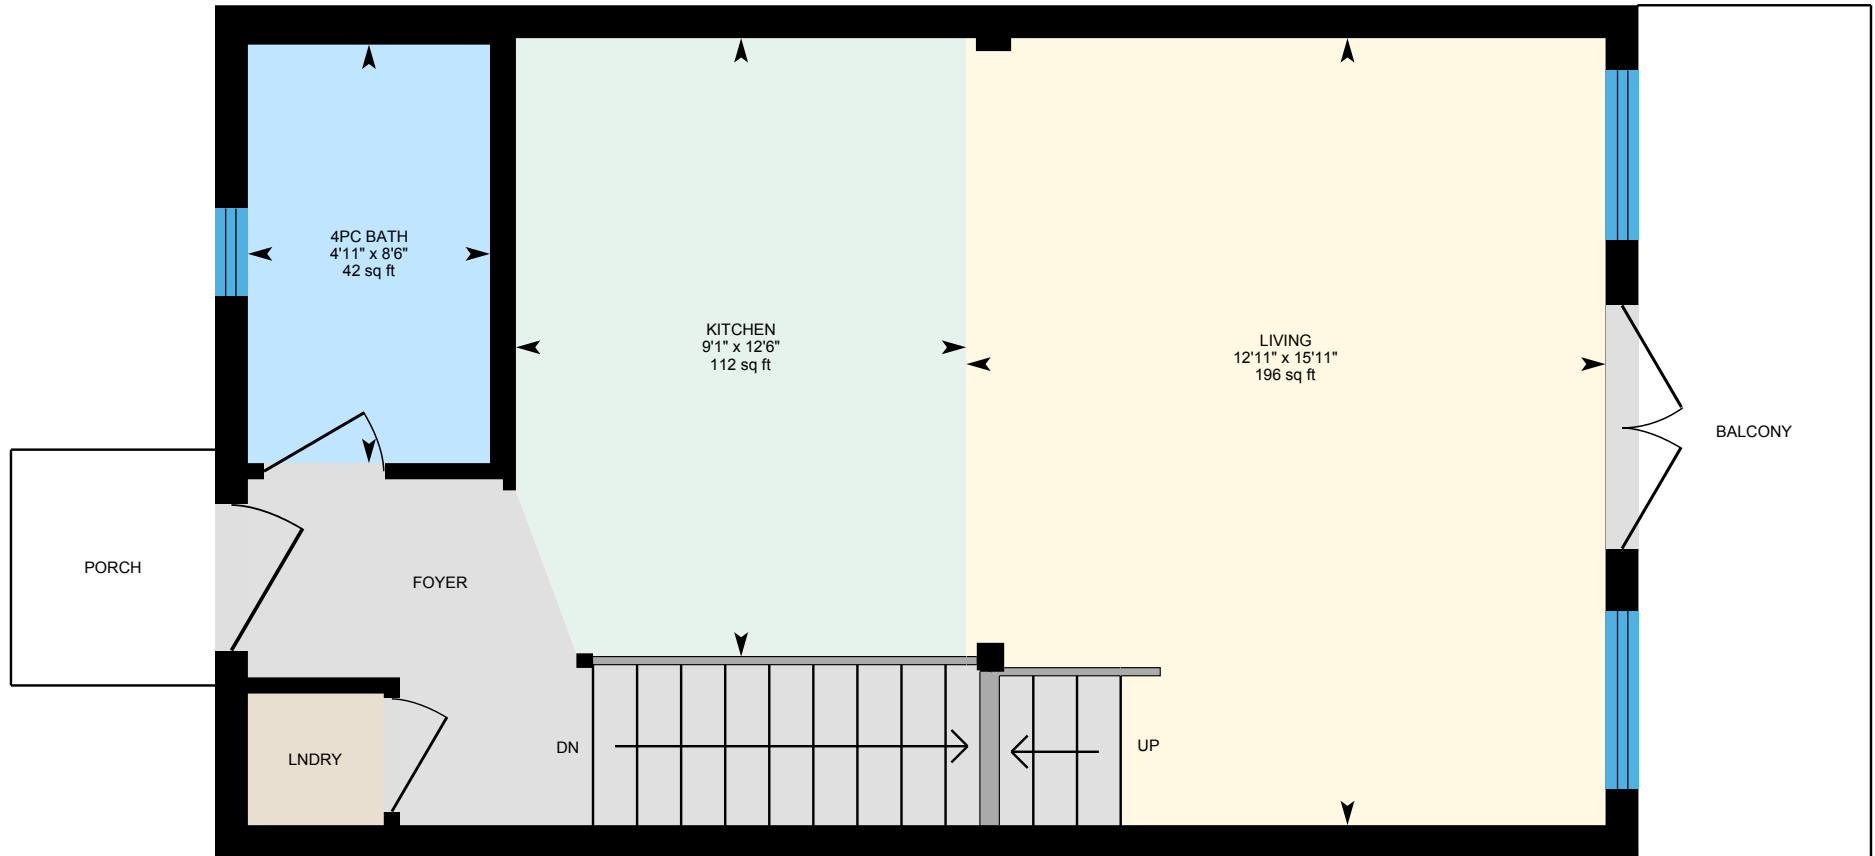 4PC BATH
4'11" x 8'6"
42 sq ft
KITCHEN
9'1" x 12'6"
112 sq ft
LIVING
12'11" x 15'11"
196 sq ft
BALCONY
PORCH
FOYER
LNDRY
DN
UP